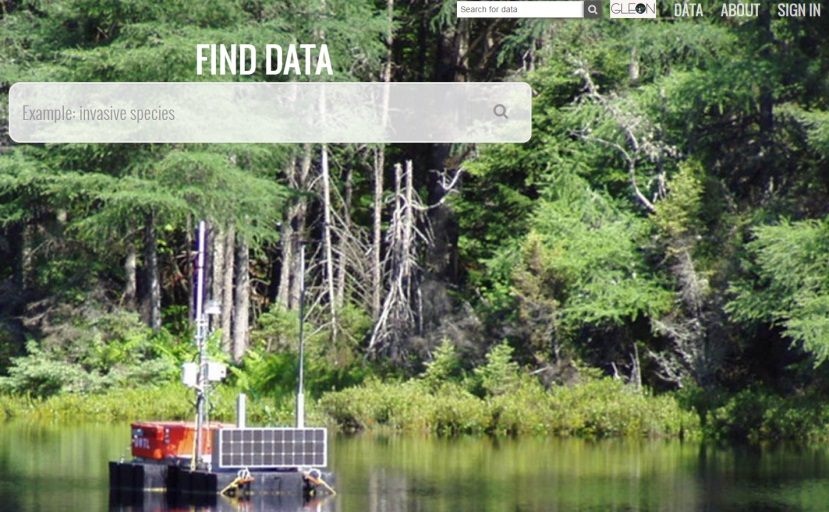 Search for data
GLEON
DATA
ABOUT
SIGN IN
FIND DATA
Example: invasive species